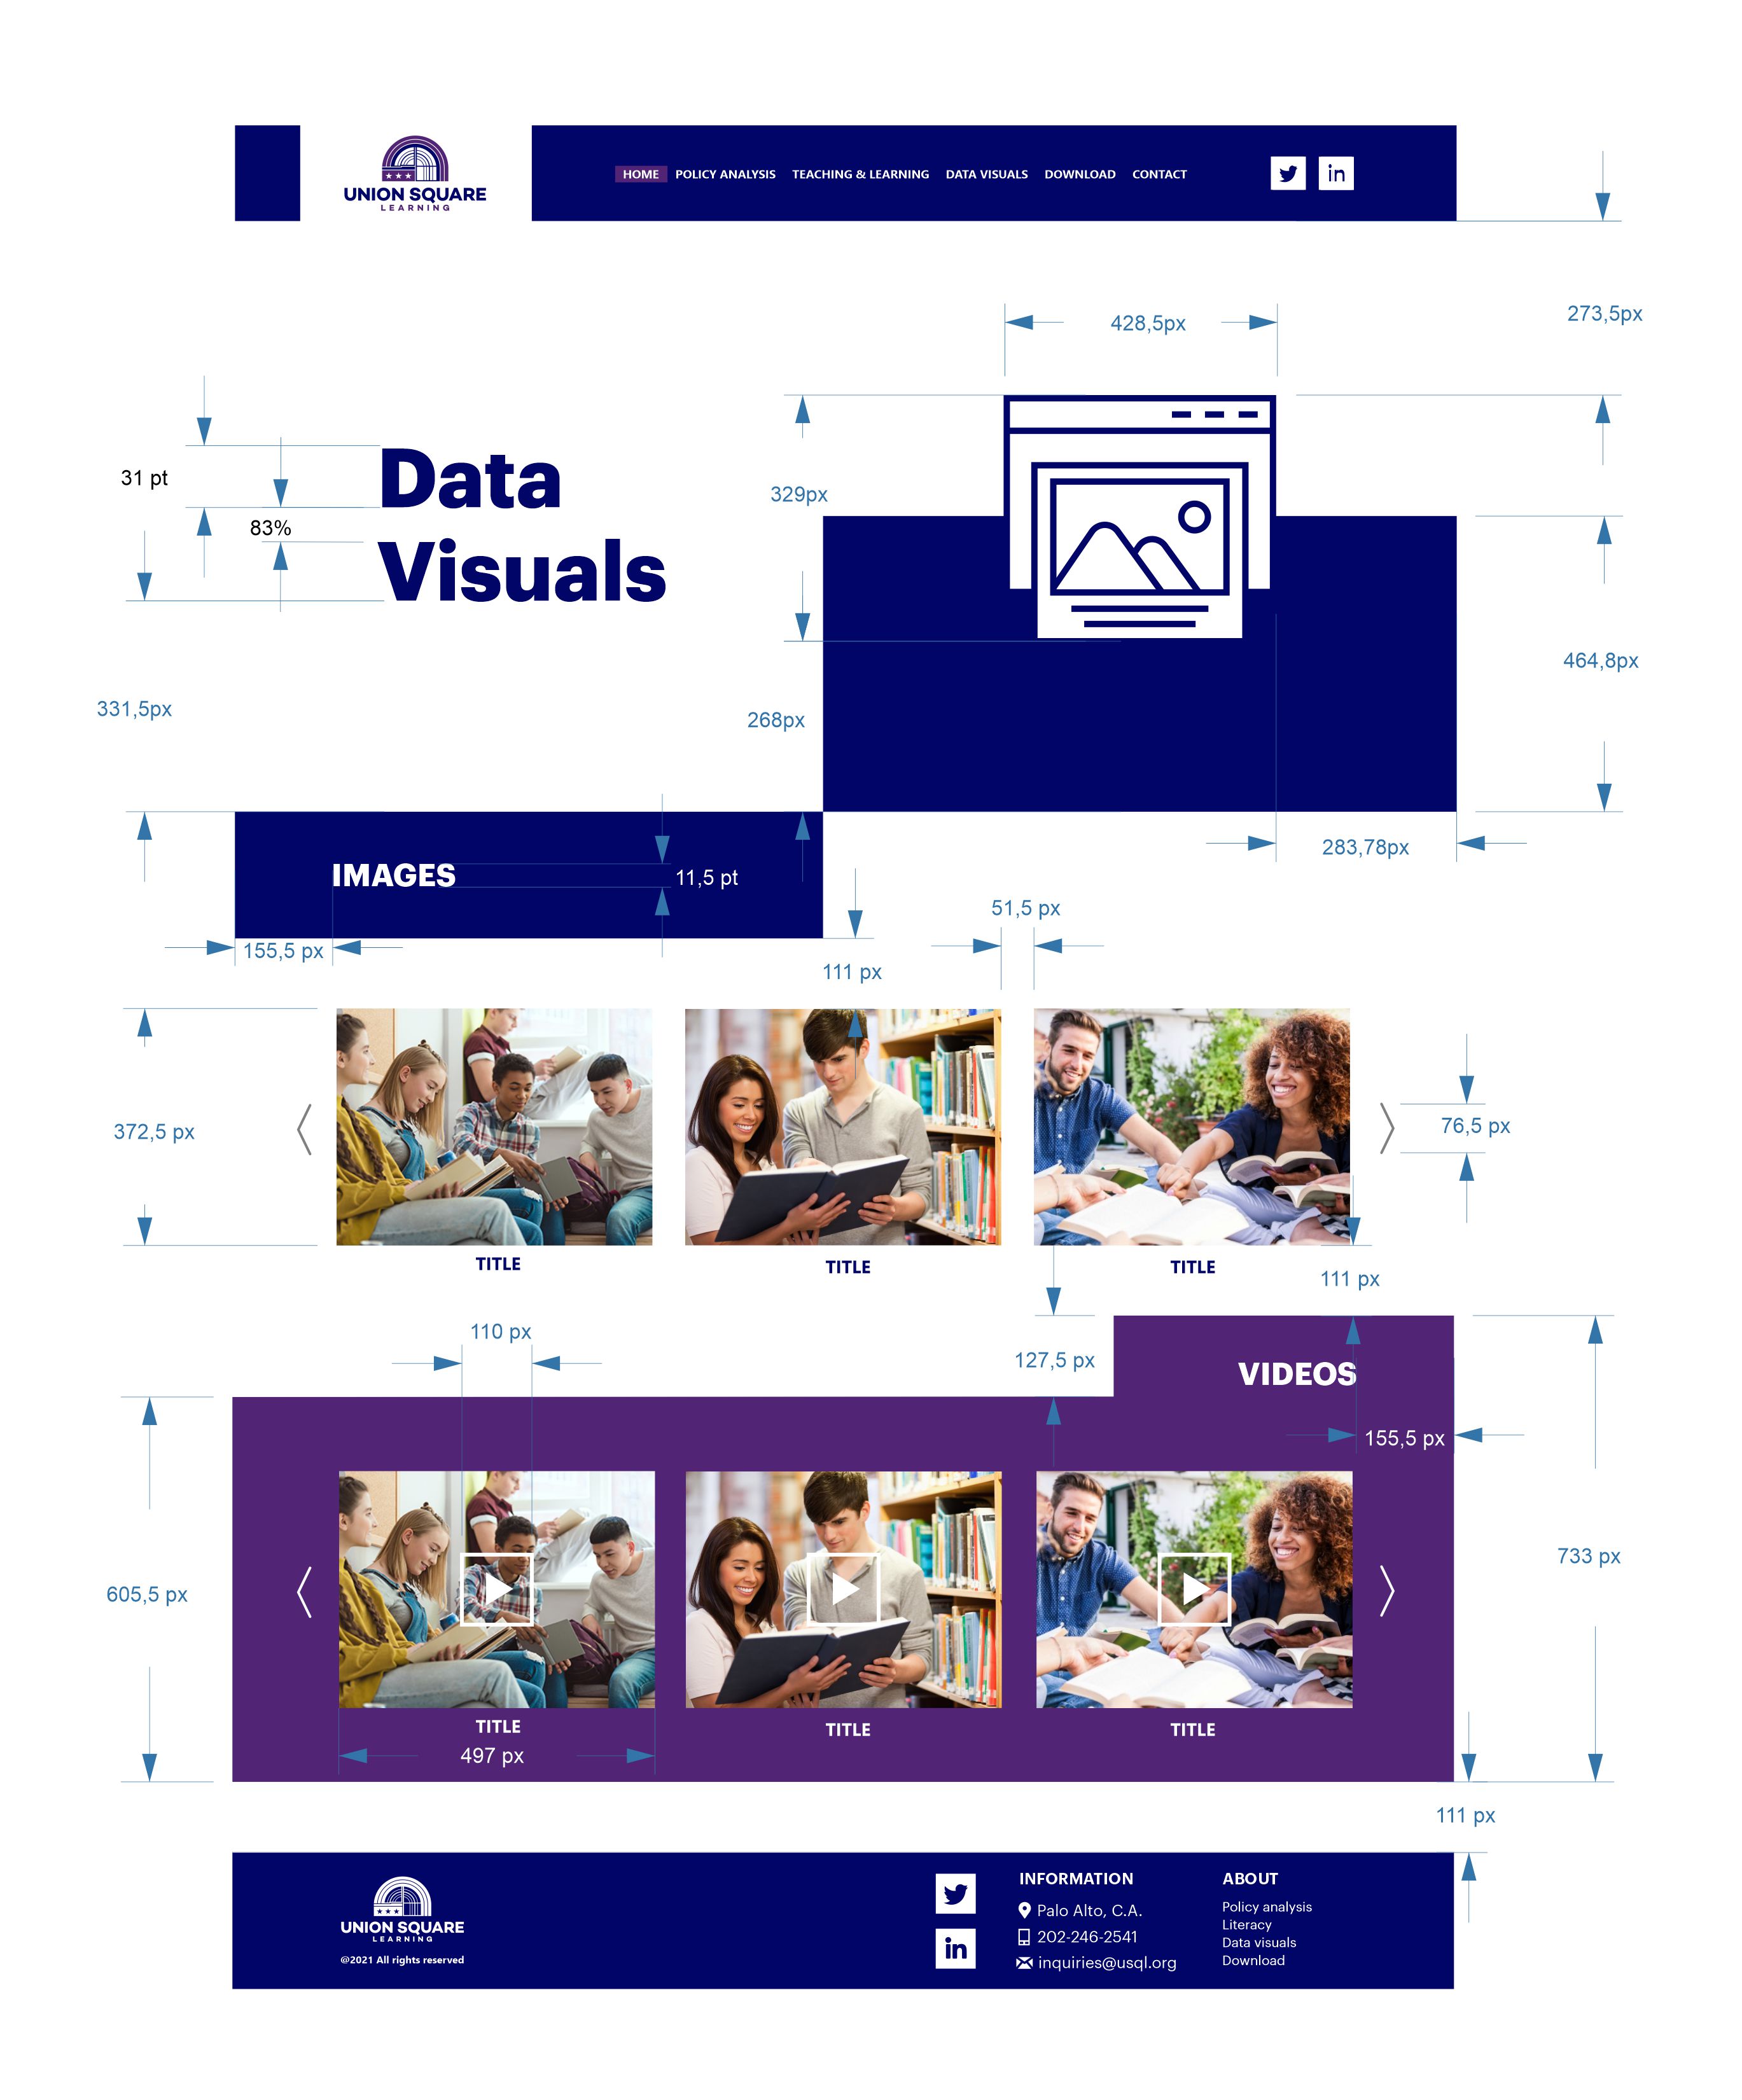 UNION SQUARE
LEARNING
HOME POLICY ANALYSIS TEACHING & LEARNING DATA VISUALS DOWNLOAD CONTACT
in
273,5px
428,5px
31 pt
83%
Data
Visuals
329px
464,8px
331,5px
268px
283,78px
IMAGES
11,5 pt
155,5 px
51,5 px
111 px
372,5 px
76,5 px
TITLE
TITLE
TITLE
111 px
110 px
127,5 px
VIDEOS
155,5 px
733 px
605,5 px
TITLE
TITLE
TITLE
497 px
111 px
UNION SQUARE
LEARNING
@2021 All rights reserved
in
INFORMATION
Palo Alto, C.A.
202-246-2541
inquiries@usql.org
ABOUT
Policy analysis
Literacy
Data visuals
Download